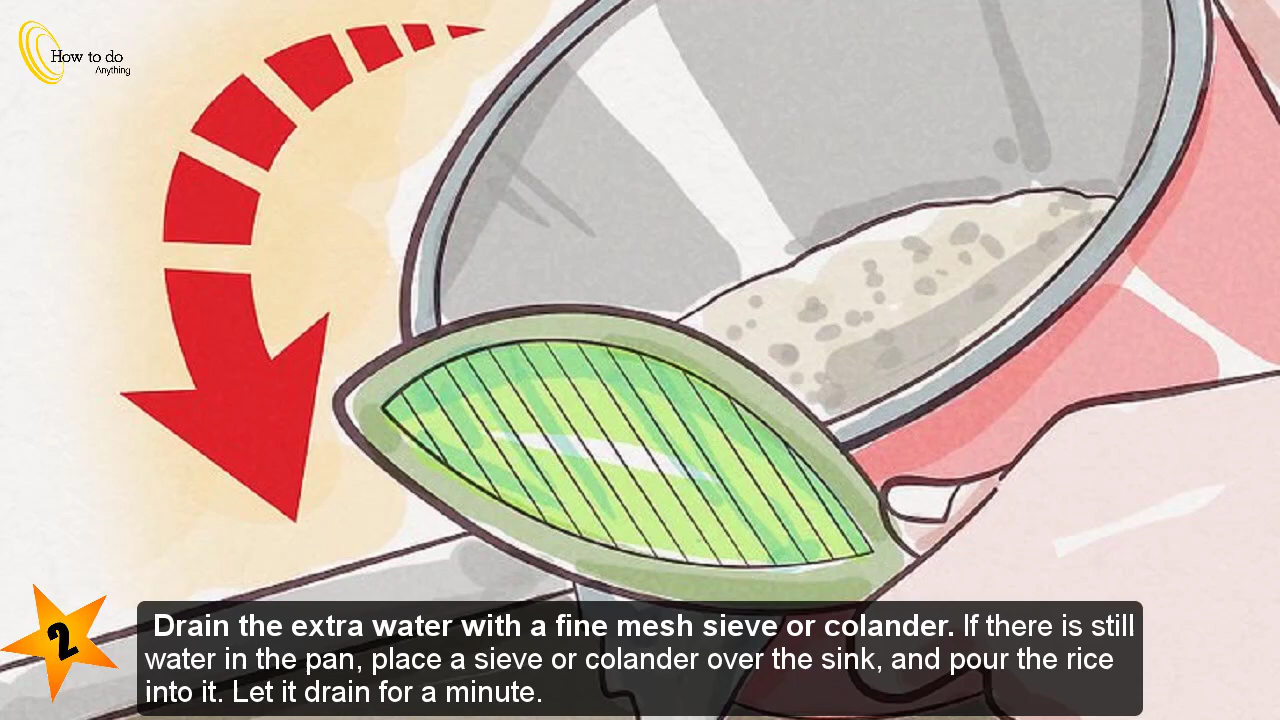 How to do
Anything
2
Drain the extra water with a fine mesh sieve or colander. If there is still
water in the pan, place a sieve or colander over the sink, and pour the rice
into it. Let it drain for a minute.